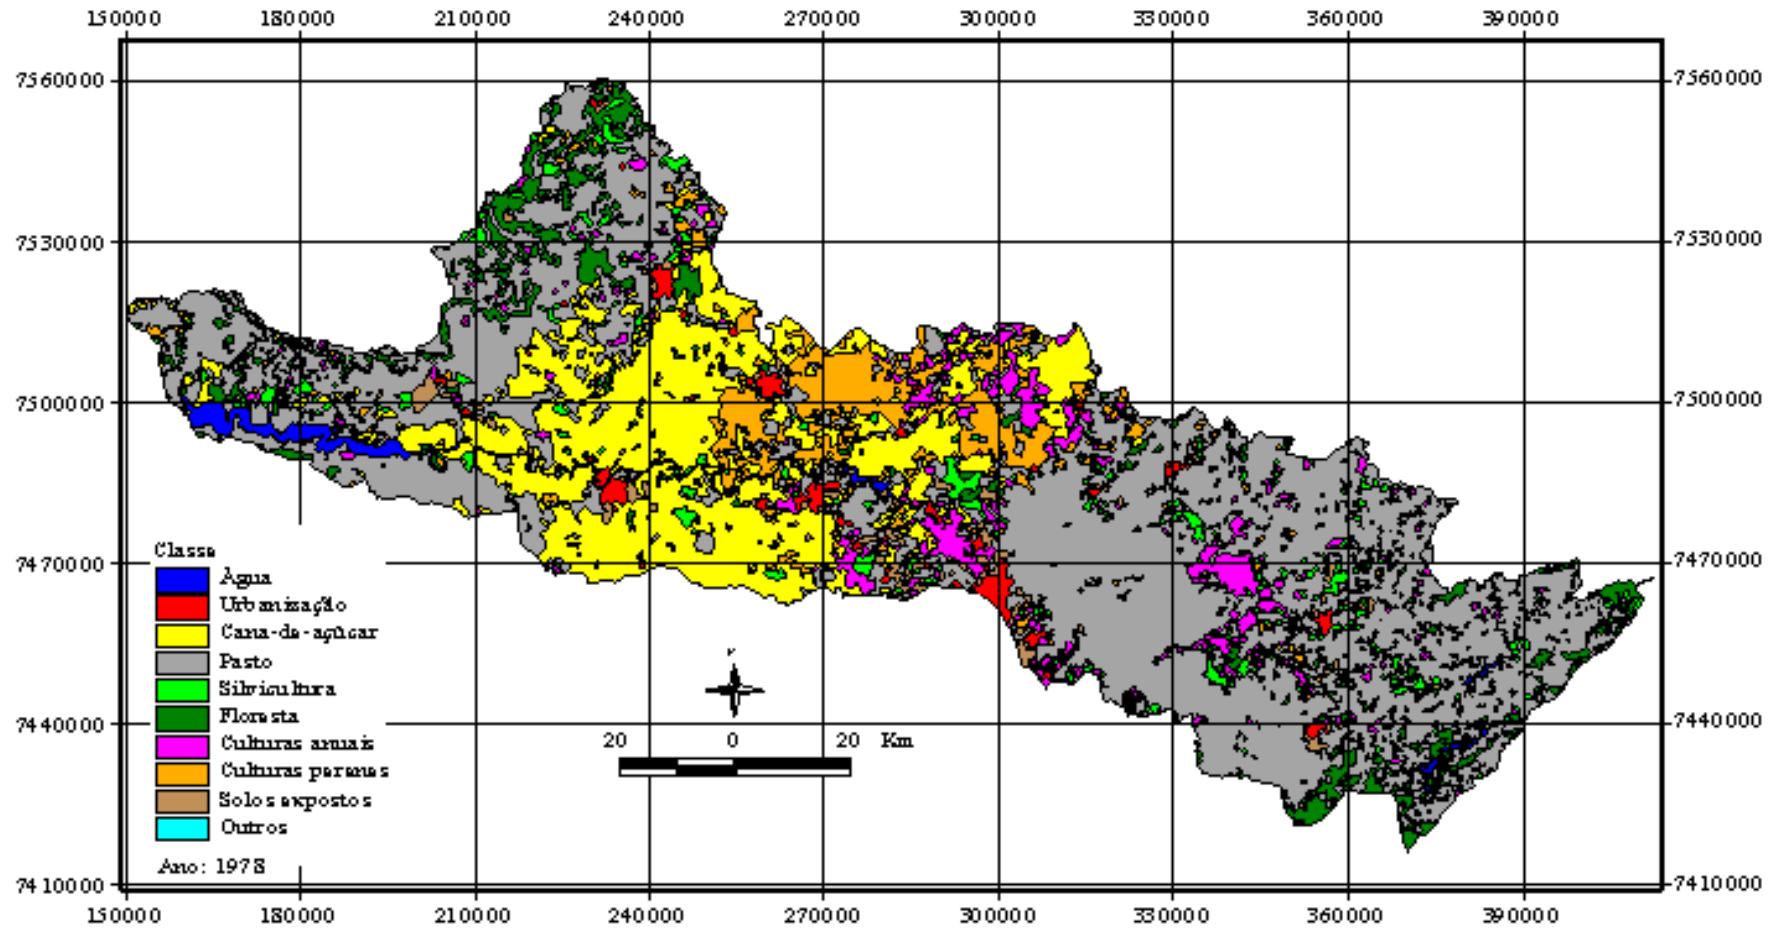 150000 180000 210000 240000 2700000 300000 330000 360000 390000
7560000 7560000
7530000 7530000
7500000 7500000
7470000 7470000
7440000 7440000
7410000 7410000
Classe
Água
Urbanização
Cana-de-açúcar
Pasto
Silvicultura
Floresta
Culturas anuais
Culturas perenes
Solos expostos
Outros
Ano: 1978
20 0 20 Km
150000 180000 210000 240000 2700000 300000 330000 360000 390000